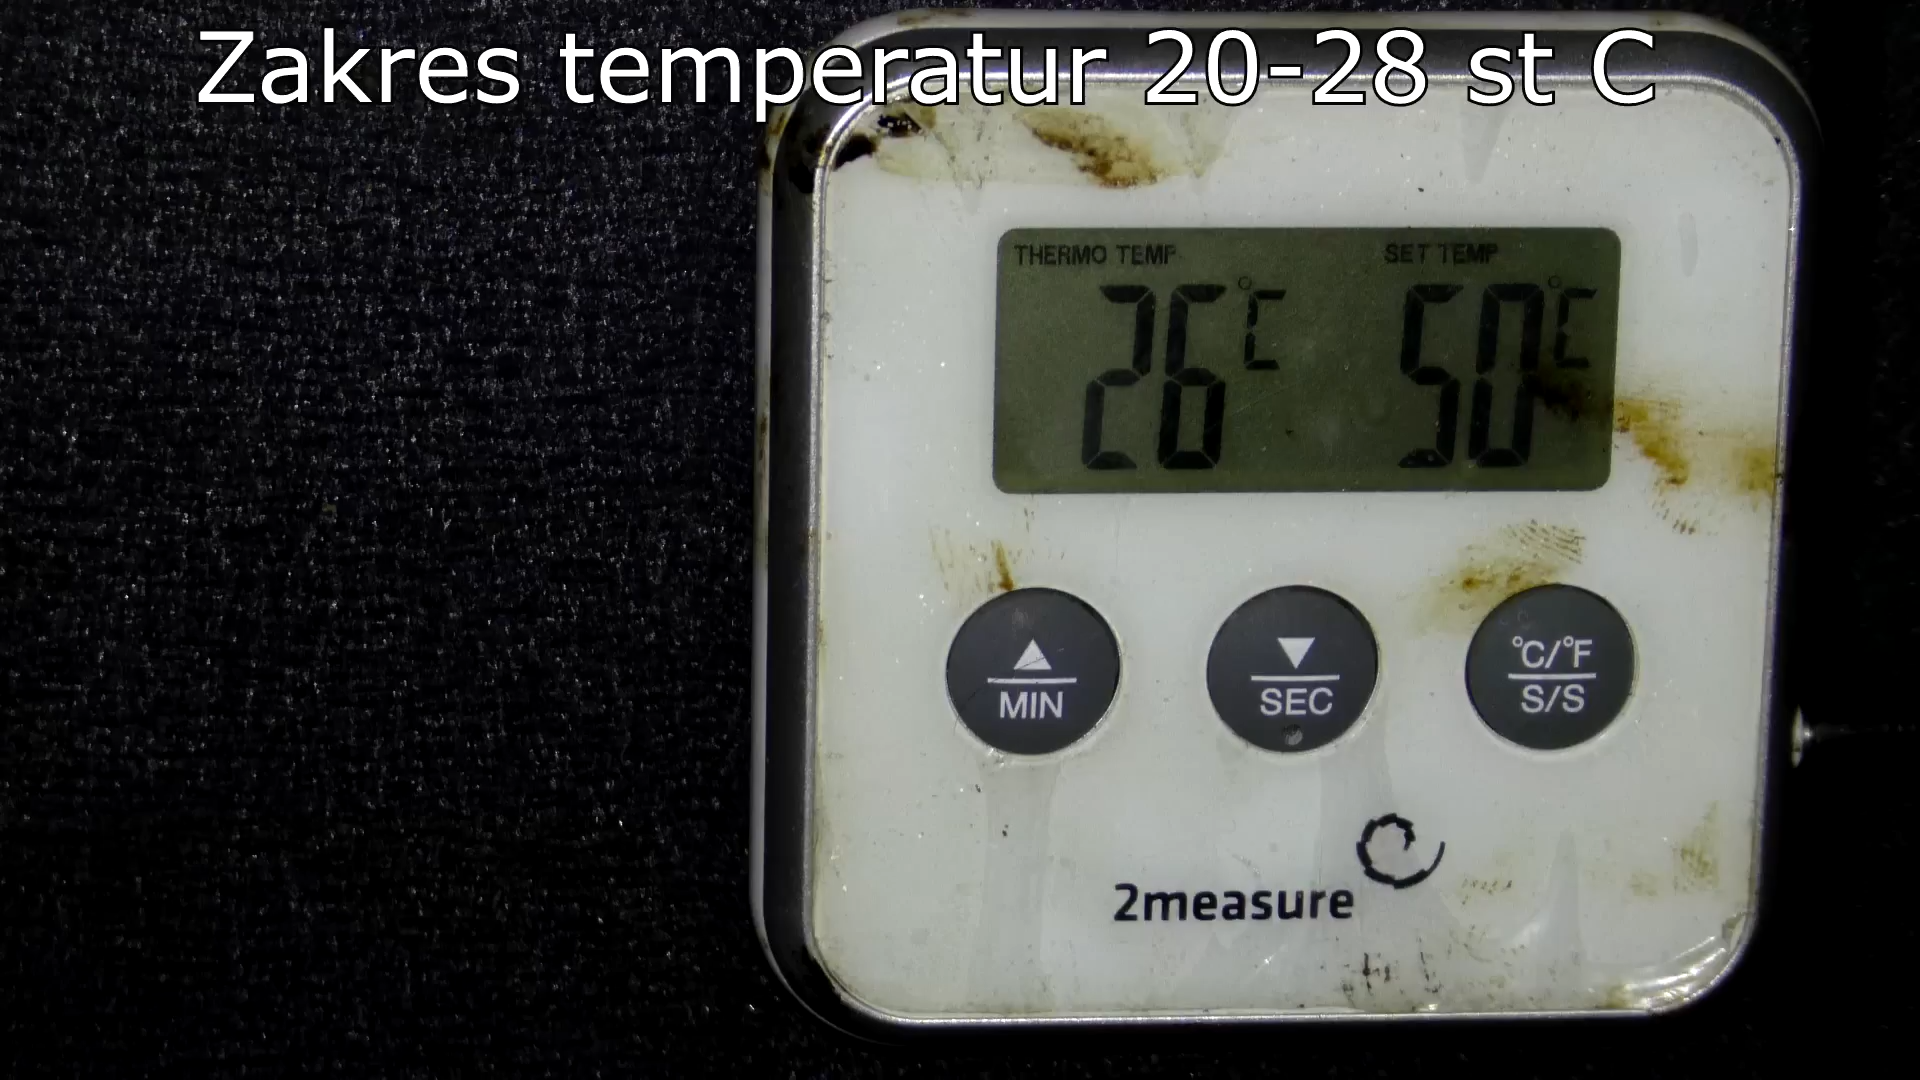 Zakres temperatur 20-28 st C
THERMO TEMP SET TEMP
26°C 50°C
MIN SEC °C/°F
S/S
2measure